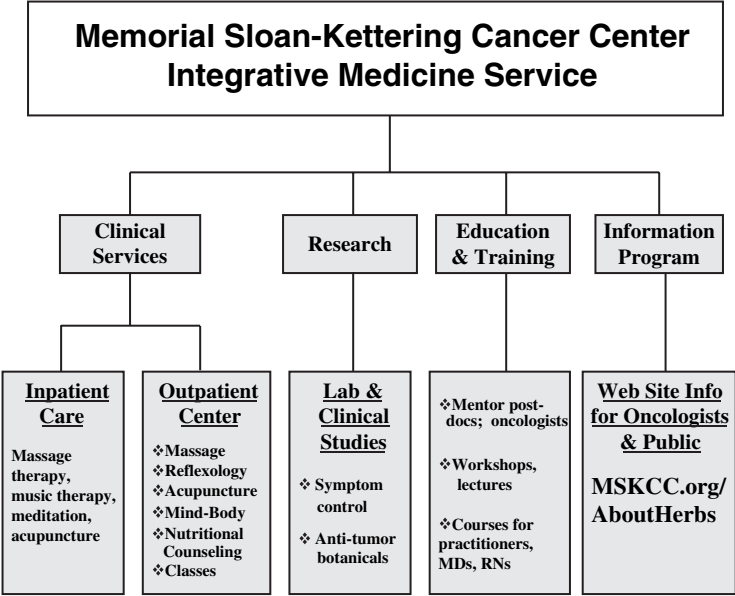 Memorial Sloan-Kettering Cancer Center
Integrative Medicine Service
Clinical
Services
Research
Education
& Training
Information
Program
Inpatient
Care
Massage
therapy,
music therapy,
meditation,
acupuncture
Outpatient
Center
❖Massage
❖Reflexology
❖Acupuncture
❖Mind-Body
❖Nutritional
Counseling
❖Classes
Lab &
Clinical
Studies
❖ Symptom
control
❖ Anti-tumor
botanicals
❖Mentor post-
docs; oncologists
❖Workshops,
lectures
❖Courses for
practitioners,
MDs, RNs
Web Site Info
for Oncologists
& Public
MSKCC.org/
AboutHerbs